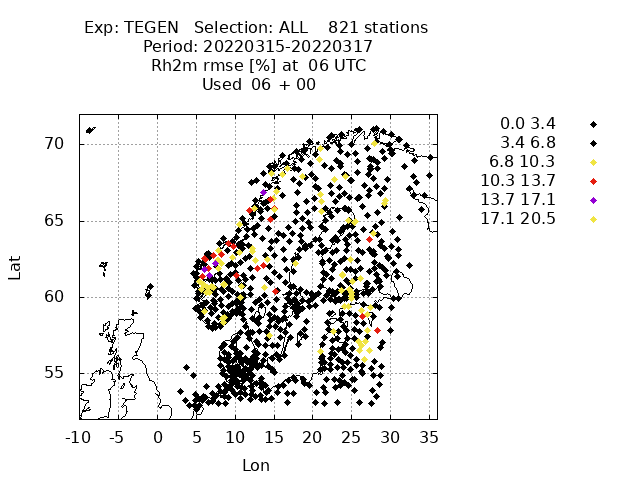 Exp: TEGEN   Selection: ALL    821 stations
Period: 20220315-20220317
Rh2m rmse [%] at  06 UTC
Used  06 + 00
0.0 3.4
3.4 6.8
6.8 10.3
10.3 13.7
13.7 17.1
17.1 20.5
70
65
60
55
Lat
-10 -5 0 5 10 15 20 25 30 35
Lon